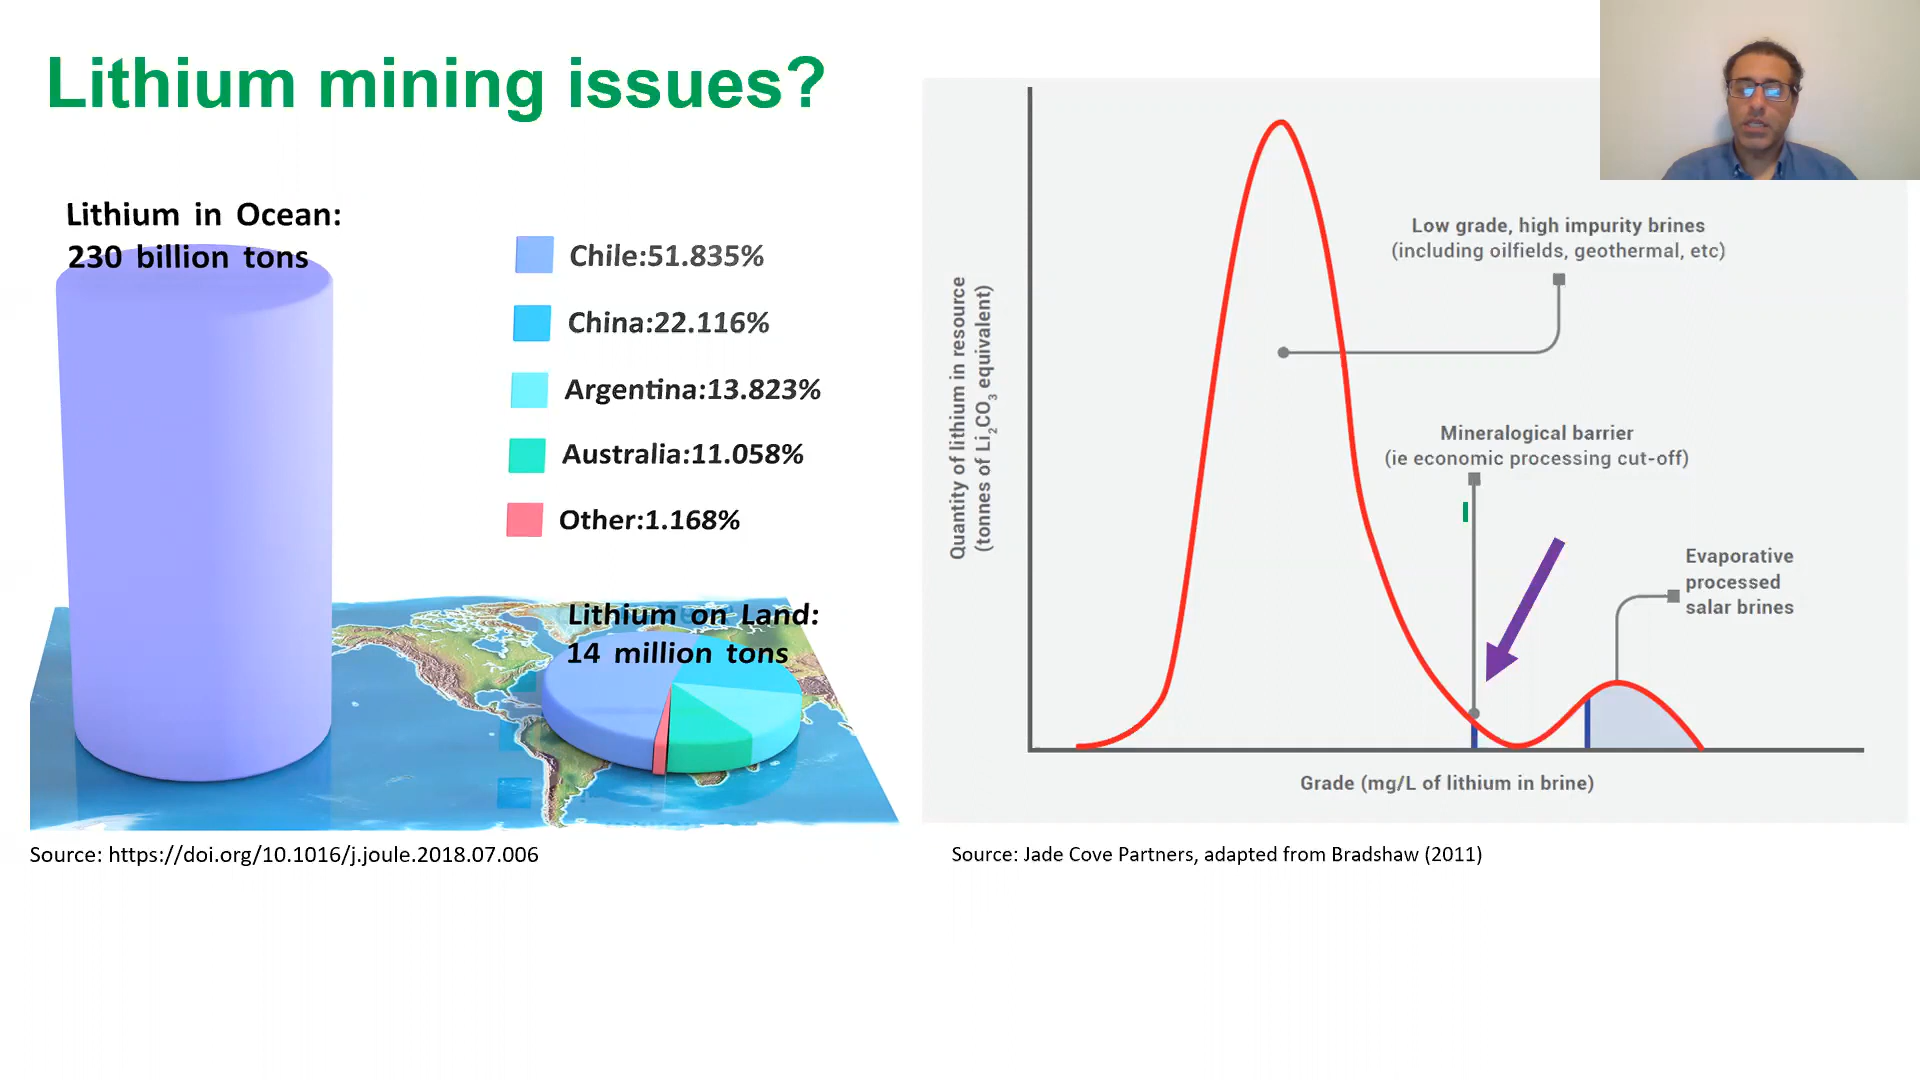 Lithium mining issues?
Lithium in Ocean:
230 billion tons
Chile:51.835%
China:22.116%
Argentina:13.823%
Australia:11.058%
Other:1.168%
Lithium on Land:
14 million tons
Source: https://doi.org/10.1016/j.joule.2018.07.006
Quantity of lithium in resource
(tonnes of Li₂CO₃ equivalent)
Low grade, high impurity brines
(including oilfields, geothermal, etc)
Mineralogical barrier
(ie economic processing cut-off)
Evaporative
processed
salar brines
Grade (mg/L of lithium in brine)
Source: Jade Cove Partners, adapted from Bradshaw (2011)